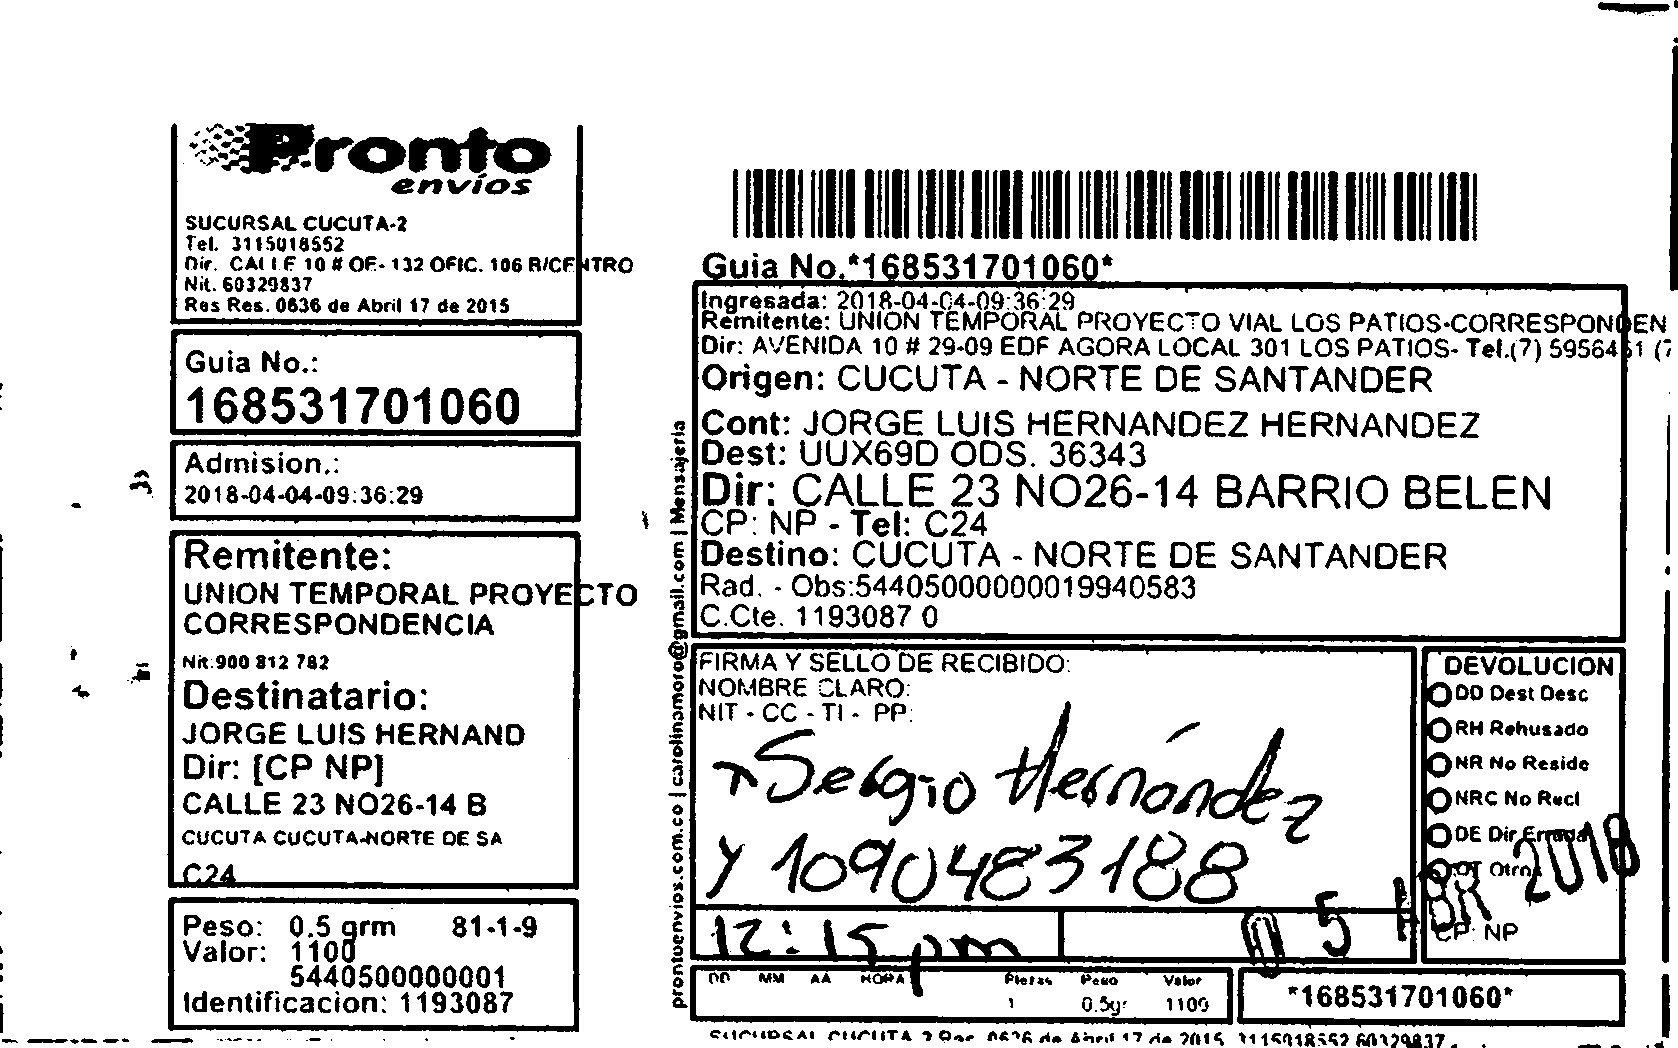 Pronto
envíos
SUCURSAL CUCUTA-2
Tel. 3115018552
Dir. CALLE 10 # OE- 132 OFIC. 106 B/CENTRO
Nit. 60329837
Res Res. 0636 de Abril 17 de 2015
Guia No.:
168531701060
Admision.:
2018-04-04-09:36:29
Remitente:
UNION TEMPORAL PROYECTO
CORRESPONDENCIA
Nit:900 812 782
Destinatario:
JORGE LUIS HERNAND
Dir: [CP NP]
CALLE 23 NO26-14 B
CUCUTA CUCUTA-NORTE DE SA
C24
Peso: 0.5 grm 81-1-9
Valor: 1100
5440500000001
Identificacion: 1193087
prontoenvios.com.co | carolinamoro@gmail.com | Mensajeria
Guia No.*168531701060*
Ingresada: 2018-04-04-09:36:29
Remitente: UNION TEMPORAL PROYECTO VIAL LOS PATIOS-CORRESPONDEN
Dir: AVENIDA 10 # 29-09 EDF AGORA LOCAL 301 LOS PATIOS- Tel.(7) 5956461 (7
Origen: CUCUTA - NORTE DE SANTANDER
Cont: JORGE LUIS HERNANDEZ HERNANDEZ
Dest: UUX69D ODS. 36343
Dir: CALLE 23 NO26-14 BARRIO BELEN
CP: NP - Tel: C24
Destino: CUCUTA - NORTE DE SANTANDER
Rad. - Obs:544050000000019940583
C.Cte. 1193087 0
FIRMA Y SELLO DE RECIBIDO:
NOMBRE CLARO:
NIT - CC - TI - PP:
Sergio Hernández
1090483188
12:15 pm
05 ABR 2018
DD MM AA HORA Piezas Peso Valor
1 0.5gr 1100
DEVOLUCION
DD Dest Desc
RH Rehusado
NR No Reside
NRC No Recl
DE Dir Errada
OT Otros
CP: NP
*168531701060*
SUCURSAL CUCUTA 2 Res. 0636 de Abril 17 de 2015 3115018552 60329837